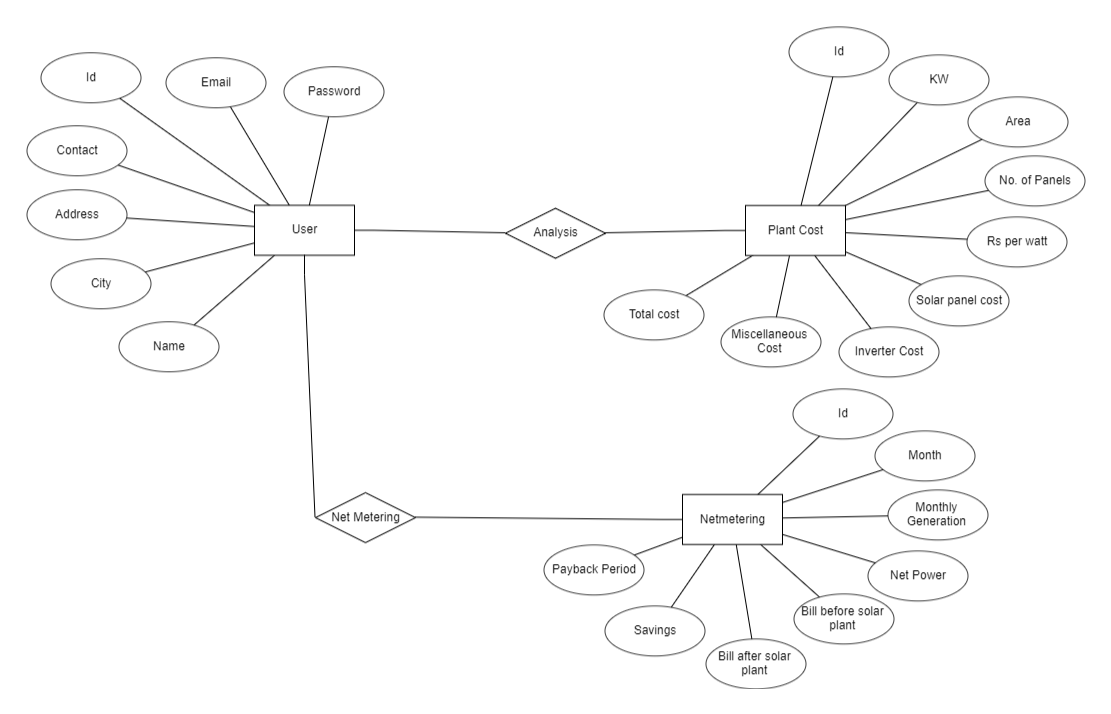 Id
Email
Password
Contact
Address
City
Name
User
Analysis
Plant Cost
Id
KW
Area
No. of Panels
Rs per watt
Solar panel cost
Inverter Cost
Miscellaneous
Cost
Total cost
Net Metering
Netmetering
Id
Month
Monthly
Generation
Net Power
Bill before solar
plant
Bill after solar
plant
Savings
Payback Period